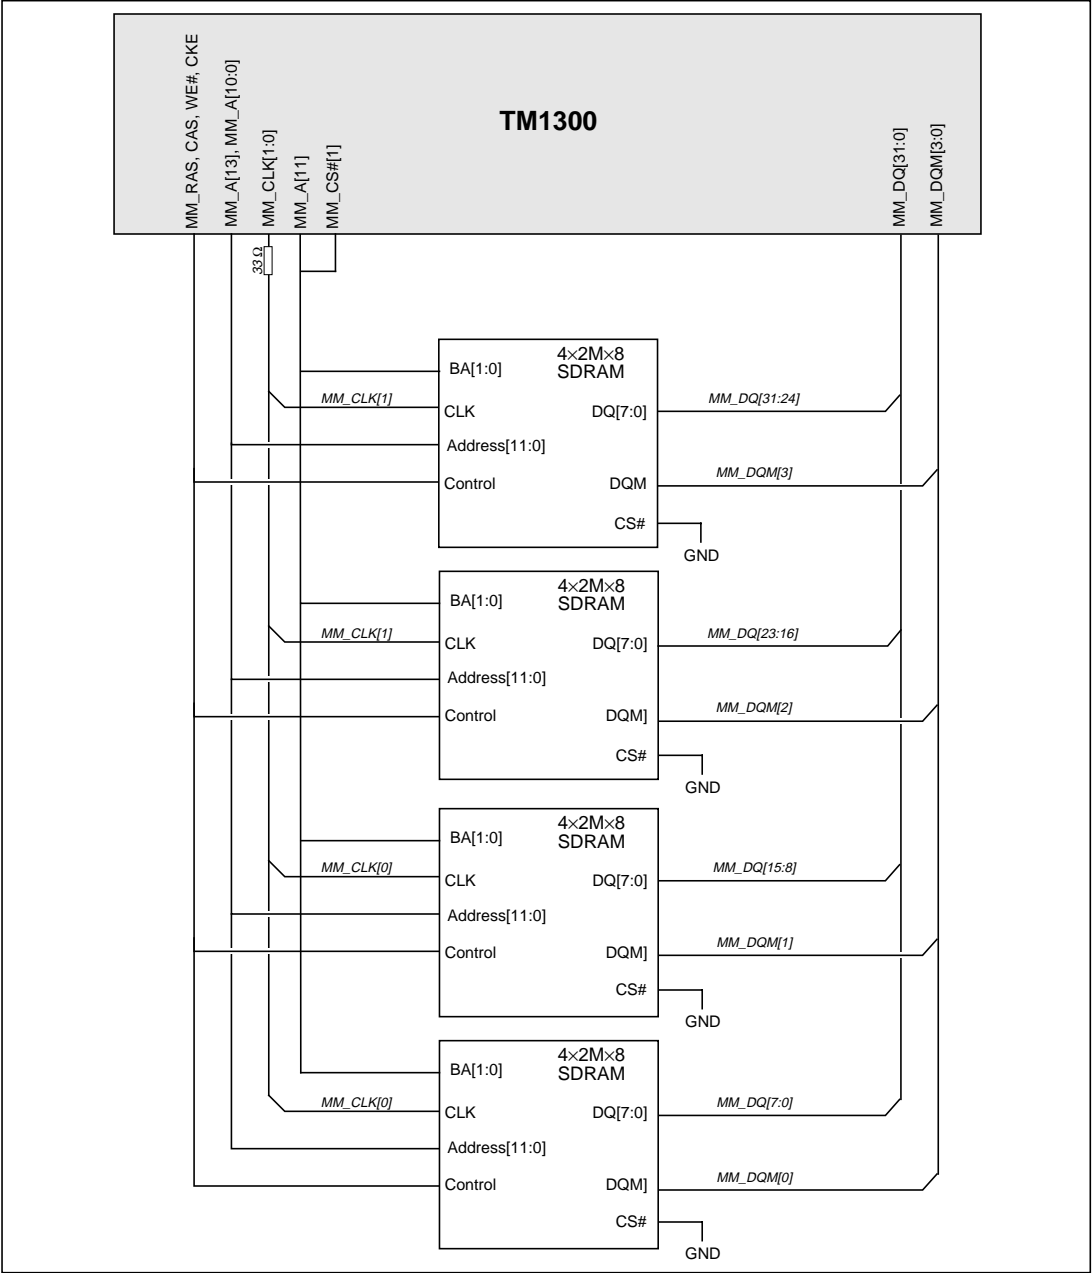 MM_RAS, CAS, WE#, CKE
MM_A[13], MM_A[10:0]
MM_CLK[1:0]
MM_A[11]
MM_CS#[1]
TM1300
MM_DQ[31:0]
MM_DQM[3:0]
33 Ω
BA[1:0]
4×2M×8
SDRAM
MM_CLK[1]
CLK
DQ[7:0]
MM_DQ[31:24]
Address[11:0]
Control
DQM
MM_DQM[3]
CS#
GND
BA[1:0]
4×2M×8
SDRAM
MM_CLK[1]
CLK
DQ[7:0]
MM_DQ[23:16]
Address[11:0]
Control
DQM]
MM_DQM[2]
CS#
GND
BA[1:0]
4×2M×8
SDRAM
MM_CLK[0]
CLK
DQ[7:0]
MM_DQ[15:8]
Address[11:0]
Control
DQM]
MM_DQM[1]
CS#
GND
BA[1:0]
4×2M×8
SDRAM
MM_CLK[0]
CLK
DQ[7:0]
MM_DQ[7:0]
Address[11:0]
Control
DQM]
MM_DQM[0]
CS#
GND